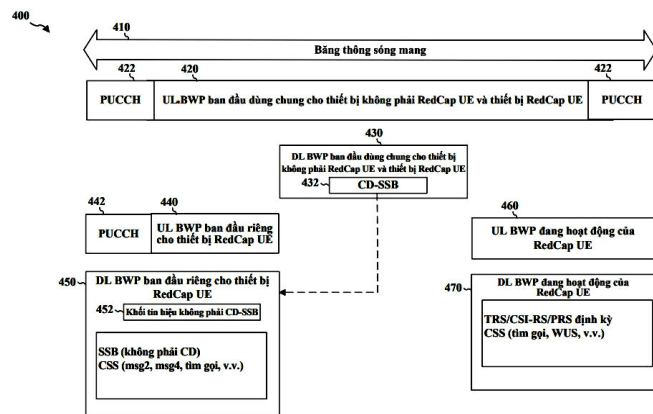 400
410
Băng thông sóng mang
422
420
422
PUCCH
UL BWP ban đầu dùng chung cho thiết bị không phải RedCap UE và thiết bị RedCap UE
PUCCH
430
DL BWP ban đầu dùng chung cho thiết bị
không phải RedCap UE và thiết bị RedCap UE
432
CD-SSB
442
440
460
PUCCH
UL BWP ban đầu riêng
cho thiết bị RedCap UE
UL BWP đang hoạt động của
RedCap UE
450
DL BWP ban đầu riêng cho thiết bị
RedCap UE
470
DL BWP đang hoạt động của
RedCap UE
452
Khối tín hiệu không phải CD-SSB
TRS/CSI-RS/PRS định kỳ
CSS (tìm gọi, WUS, v.v.)
SSB (không phải CD)
CSS (msg2, msg4, tìm gọi, v.v.)